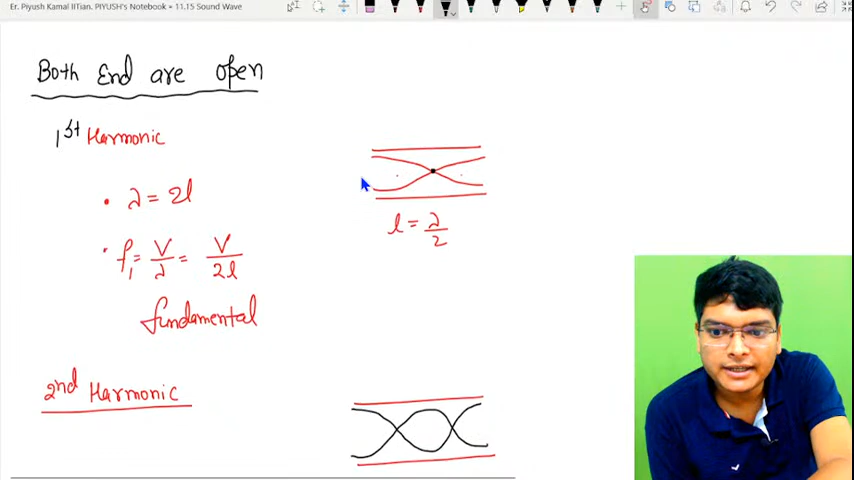 Er. Piyush Kamal IITian. PIYUSH's Notebook » 11.15 Sound Wave
Both End are open
1st Harmonic
• λ = 2l
• f₁ = V/λ = V/2l
fundamental
l = λ/2
2nd Harmonic